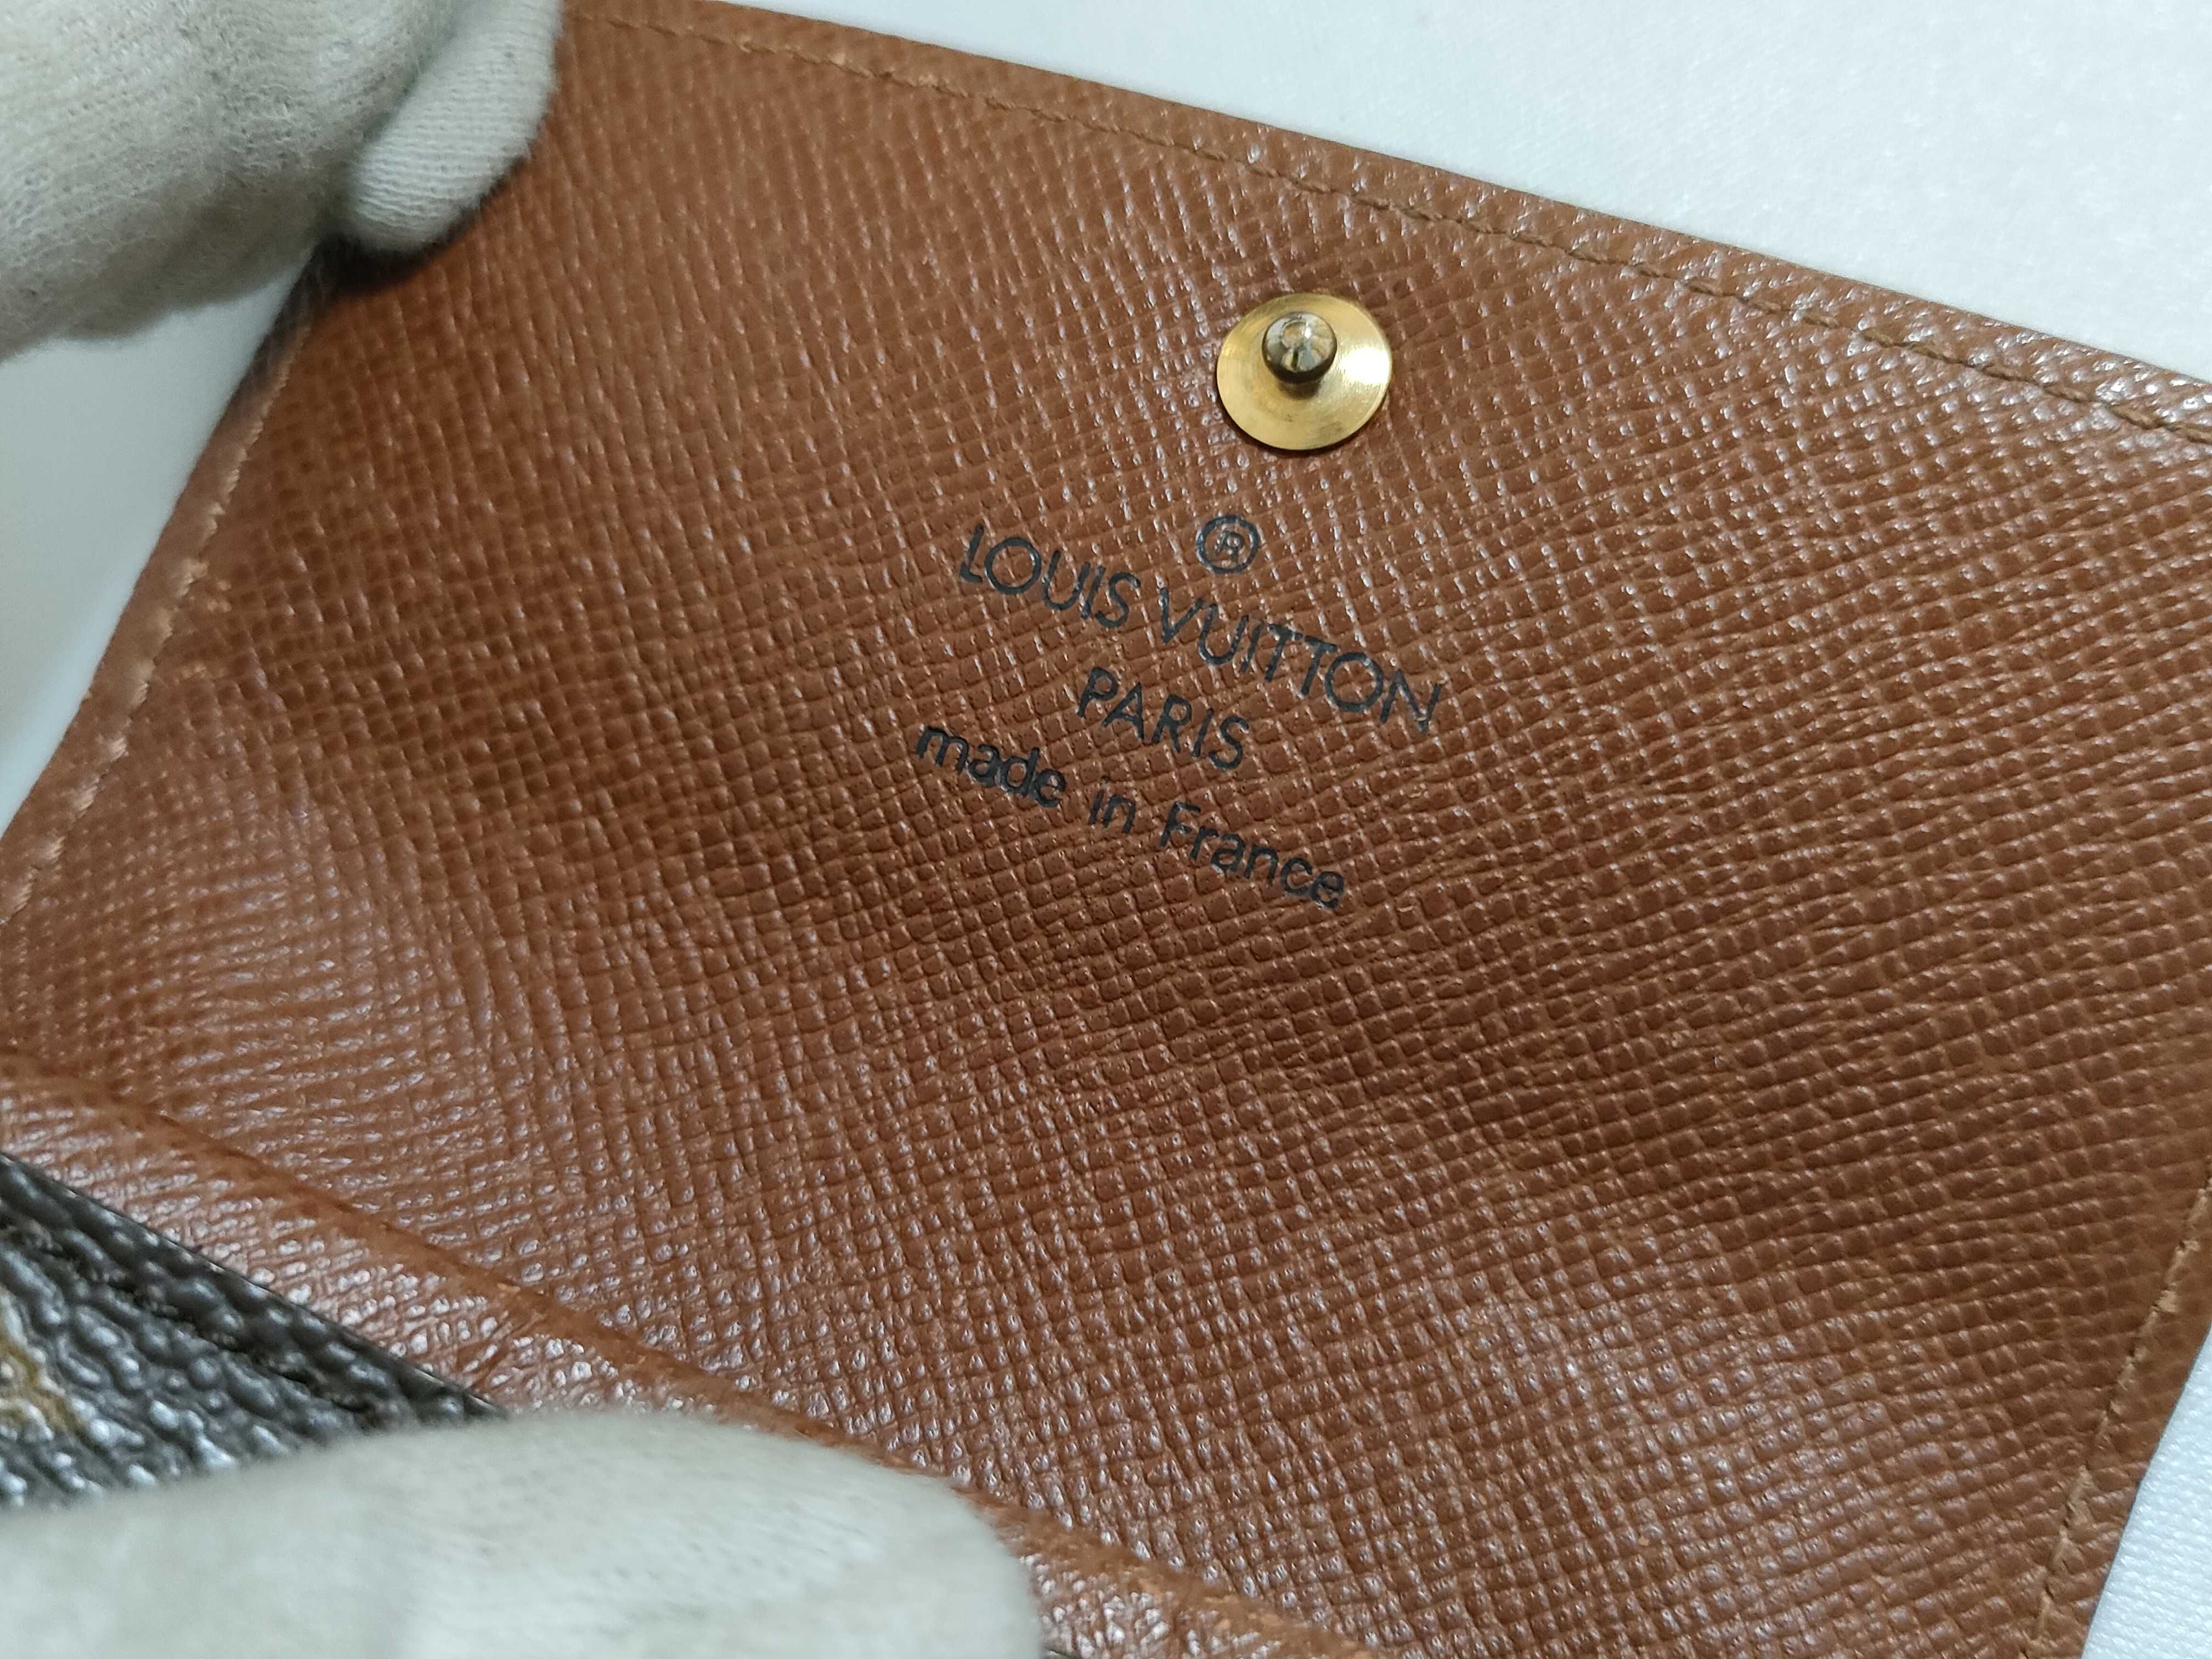 ®
LOUIS VUITTON
PARIS
made in France